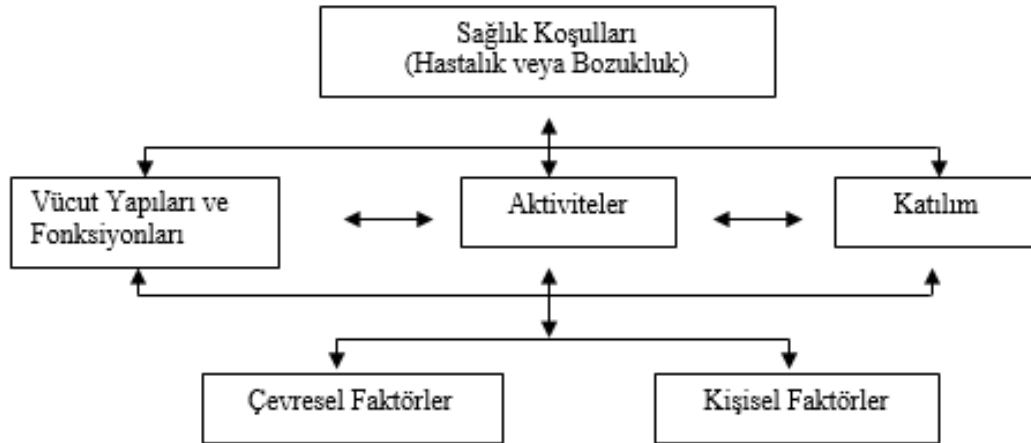 Sağlık Koşulları
(Hastalık veya Bozukluk)
Vücut Yapıları ve
Fonksiyonları
Aktiviteler
Katılım
Çevresel Faktörler
Kişisel Faktörler